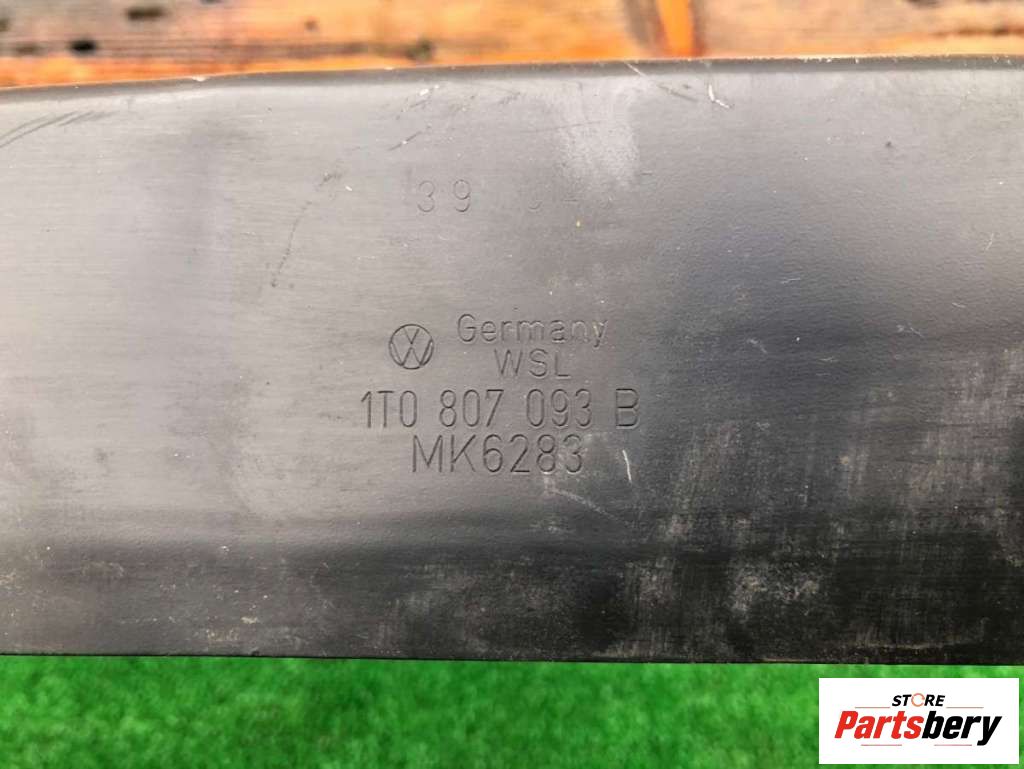 39
Germany
WSL
1T0 807 093 B
MK6283
STORE
Partsbery